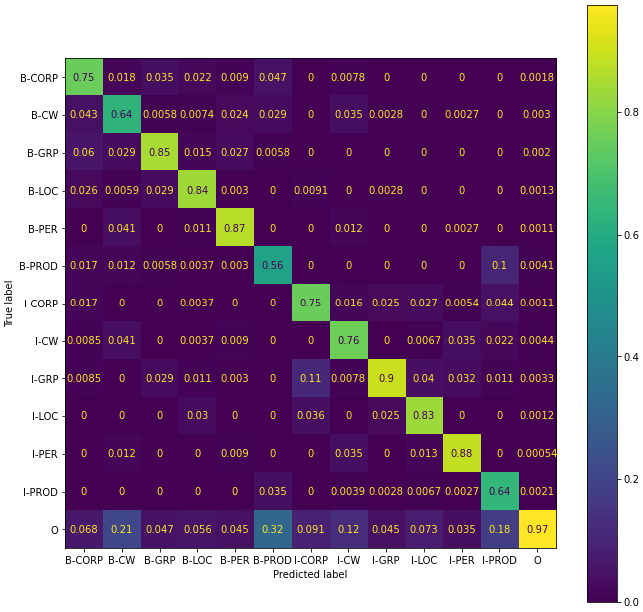 B-CORP 0.75 0.018 0.035 0.022 0.009 0.047 0 0.0078 0 0 0 0 0.0018
B-CW 0.043 0.64 0.0058 0.0074 0.024 0.029 0 0.035 0.0028 0 0.0027 0 0.003
B-GRP 0.06 0.029 0.85 0.015 0.027 0.0058 0 0 0 0 0 0 0.002
B-LOC 0.026 0.0059 0.029 0.84 0.003 0 0.0091 0 0.0028 0 0 0 0.0013
B-PER 0 0.041 0 0.011 0.87 0 0 0.012 0 0 0.0027 0 0.0011
B-PROD 0.017 0.012 0.0058 0.0037 0.003 0.56 0 0 0 0 0 0.1 0.0041
I CORP 0.017 0 0 0.0037 0 0 0.75 0.016 0.025 0.027 0.0054 0.044 0.0011
I-CW 0.0085 0.041 0 0.0037 0.009 0 0 0.76 0 0.0067 0.035 0.022 0.0044
I-GRP 0.0085 0 0.029 0.011 0.003 0 0.11 0.0078 0.9 0.04 0.032 0.011 0.0033
I-LOC 0 0 0 0.03 0 0 0.036 0 0.025 0.83 0 0 0.0012
I-PER 0 0.012 0 0 0.009 0 0 0.035 0 0.013 0.88 0 0.00054
I-PROD 0 0 0 0 0 0.035 0 0.0039 0.0028 0.0067 0.0027 0.64 0.0021
O 0.068 0.21 0.047 0.056 0.045 0.32 0.091 0.12 0.045 0.073 0.035 0.18 0.97
B-CORP B-CW B-GRP B-LOC B-PER B-PROD I-CORP I-CW I-GRP I-LOC I-PER I-PROD O
Predicted label
True label
0.8
0.6
0.4
0.2
0.0